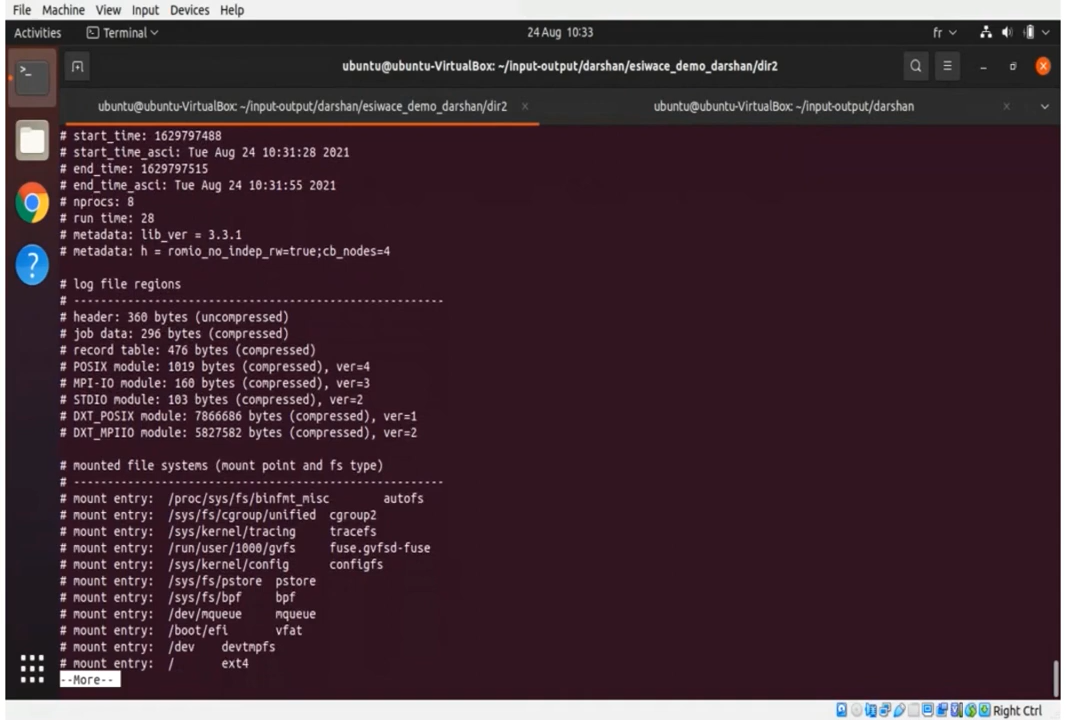 File Machine View Input Devices Help
Activities Terminal 24 Aug 10:33 fr
ubuntu@ubuntu-VirtualBox: ~/input-output/darshan/esiwace_demo_darshan/dir2
ubuntu@ubuntu-VirtualBox: ~/input-output/darshan/esiwace_demo_darshan/dir2 × ubuntu@ubuntu-VirtualBox: ~/input-output/darshan ×
# start_time: 1629797488
# start_time_asci: Tue Aug 24 10:31:28 2021
# end_time: 1629797515
# end_time_asci: Tue Aug 24 10:31:55 2021
# nprocs: 8
# run time: 28
# metadata: lib_ver = 3.3.1
# metadata: h = romio_no_indep_rw=true;cb_nodes=4
# log file regions
# -------------------------------------------------------
# header: 360 bytes (uncompressed)
# job data: 296 bytes (compressed)
# record table: 476 bytes (compressed)
# POSIX module: 1019 bytes (compressed), ver=4
# MPI-IO module: 160 bytes (compressed), ver=3
# STDIO module: 103 bytes (compressed), ver=2
# DXT_POSIX module: 7866686 bytes (compressed), ver=1
# DXT_MPIIO module: 5827582 bytes (compressed), ver=2
# mounted file systems (mount point and fs type)
# -------------------------------------------------------
# mount entry: /proc/sys/fs/binfmt_misc autofs
# mount entry: /sys/fs/cgroup/unified cgroup2
# mount entry: /sys/kernel/tracing tracefs
# mount entry: /run/user/1000/gvfs fuse.gvfsd-fuse
# mount entry: /sys/kernel/config configfs
# mount entry: /sys/fs/pstore pstore
# mount entry: /sys/fs/bpf bpf
# mount entry: /dev/mqueue mqueue
# mount entry: /boot/efi vfat
# mount entry: /dev devtmpfs
# mount entry: / ext4
--More--
Right Ctrl